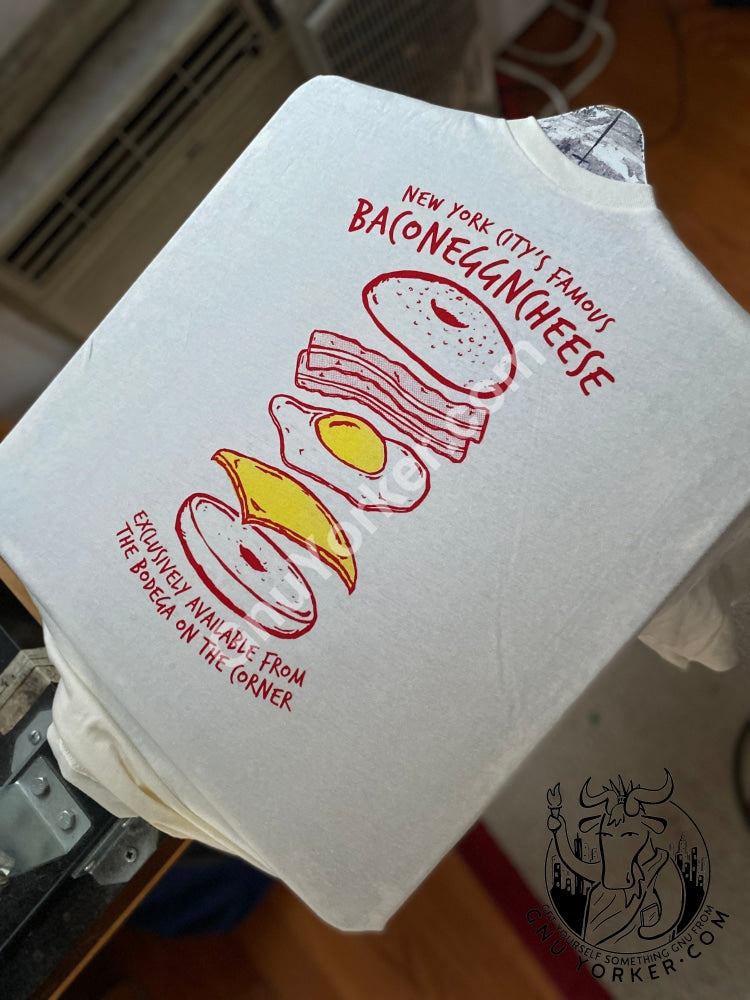 NEW YORK CITY'S FAMOUS
BACONEGGNCHEESE
GnuYorker.com
EXCLUSIVELY AVAILABLE FROM
THE BODEGA ON THE CORNER
GET YOURSELF SOMETHING GNU FROM
GNUYORKER.COM